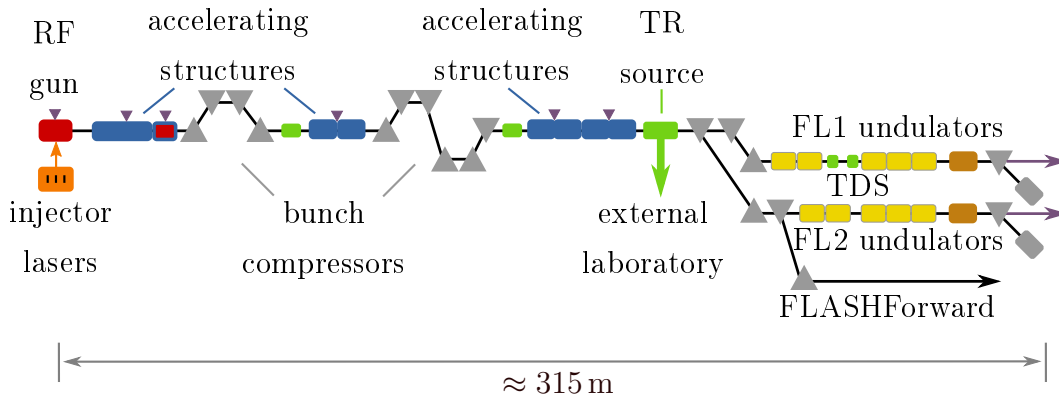 RF
gun
accelerating
structures
accelerating
structures
TR
source
FL1 undulators
TDS
injector
lasers
bunch
compressors
external
laboratory
FL2 undulators
FLASHForward
≈ 315 m